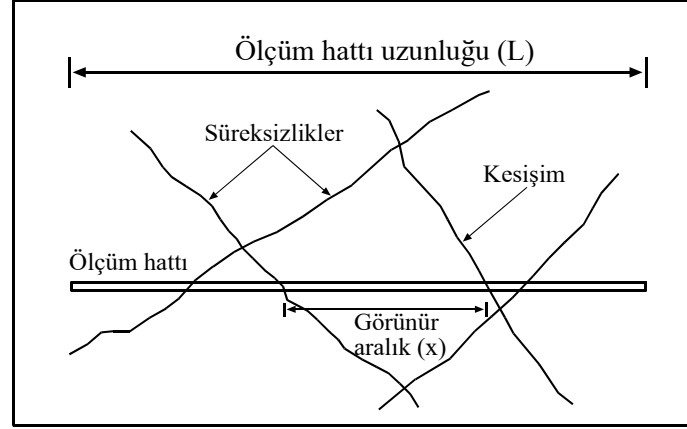 Ölçüm hattı uzunluğu (L)
Süreksizlikler
Kesişim
Ölçüm hattı
Görünür
aralık (x)